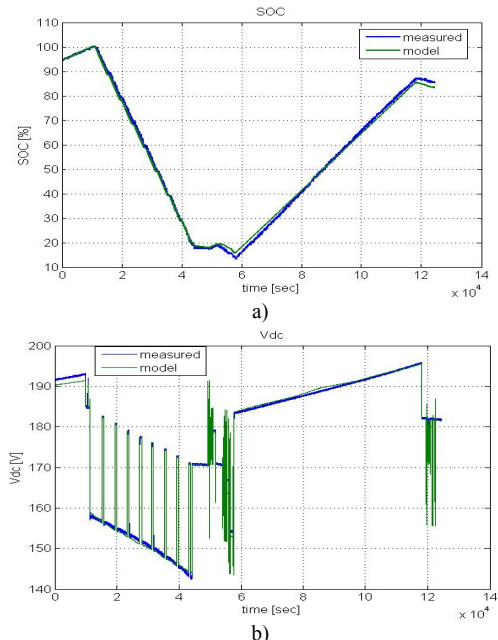 SOC
110
100
90
80
70
60
50
40
30
20
10
SOC [%]
measured
model
0 2 4 6 8 10 12 14
time [sec]
x 10^4
a)
Vdc
200
190
180
170
160
150
140
Vdc [V]
measured
model
0 2 4 6 8 10 12 14
time [sec]
x 10^4
b)